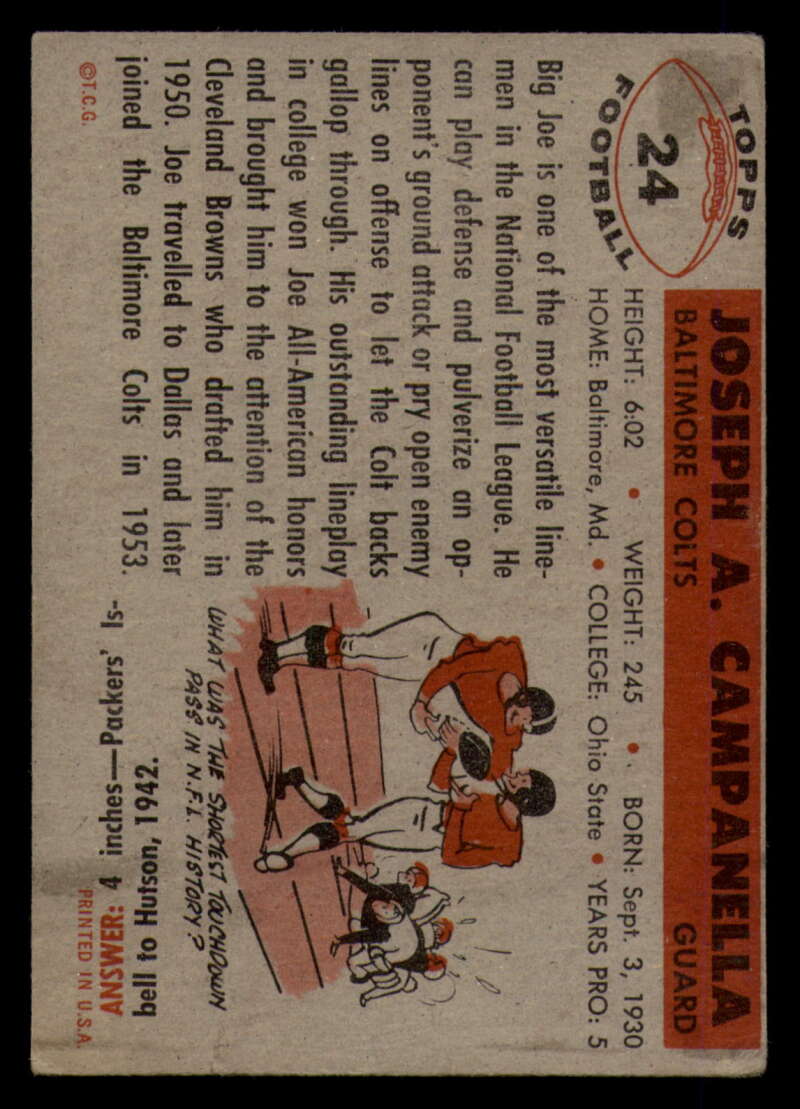 TOPPS
24
FOOTBALL
JOSEPH A. CAMPANELLA
BALTIMORE COLTS GUARD
HEIGHT: 6:02 • WEIGHT: 245 • BORN: Sept. 3, 1930
HOME: Baltimore, Md. • COLLEGE: Ohio State • YEARS PRO: 5
Big Joe is one of the most versatile line-
men in the National Football League. He
can play defense and pulverize an op-
ponent's ground attack or pry open enemy
lines on offense to let the Colt backs
gallop through. His outstanding lineplay
in college won Joe All-American honors
and brought him to the attention of the
Cleveland Browns who drafted him in
1950. Joe travelled to Dallas and later
joined the Baltimore Colts in 1953.
©T.C.G.
WHAT WAS THE SHORTEST TOUCHDOWN
PASS IN N.F.L. HISTORY?
ANSWER: 4 inches—Packers' Is-
bell to Hutson, 1942.
PRINTED IN U.S.A.